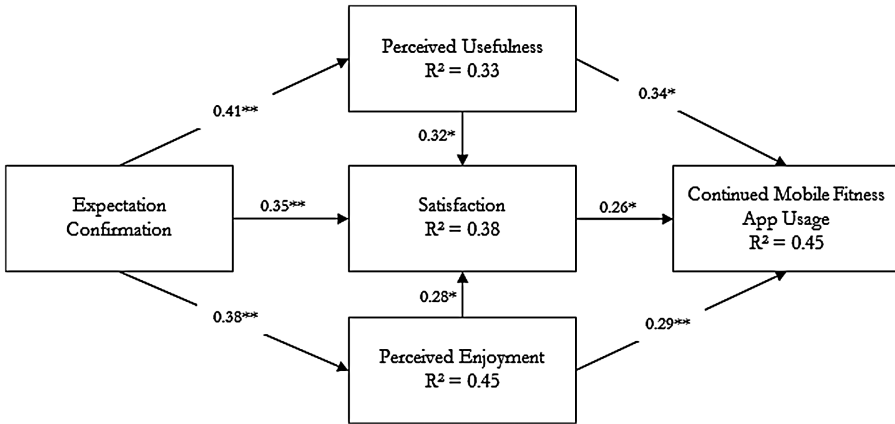 Perceived Usefulness
R² = 0.33
0.41**
0.34*
0.32*
Expectation
Confirmation
0.35**
Satisfaction
R² = 0.38
0.26*
Continued Mobile Fitness
App Usage
R² = 0.45
0.28*
0.38**
0.29**
Perceived Enjoyment
R² = 0.45